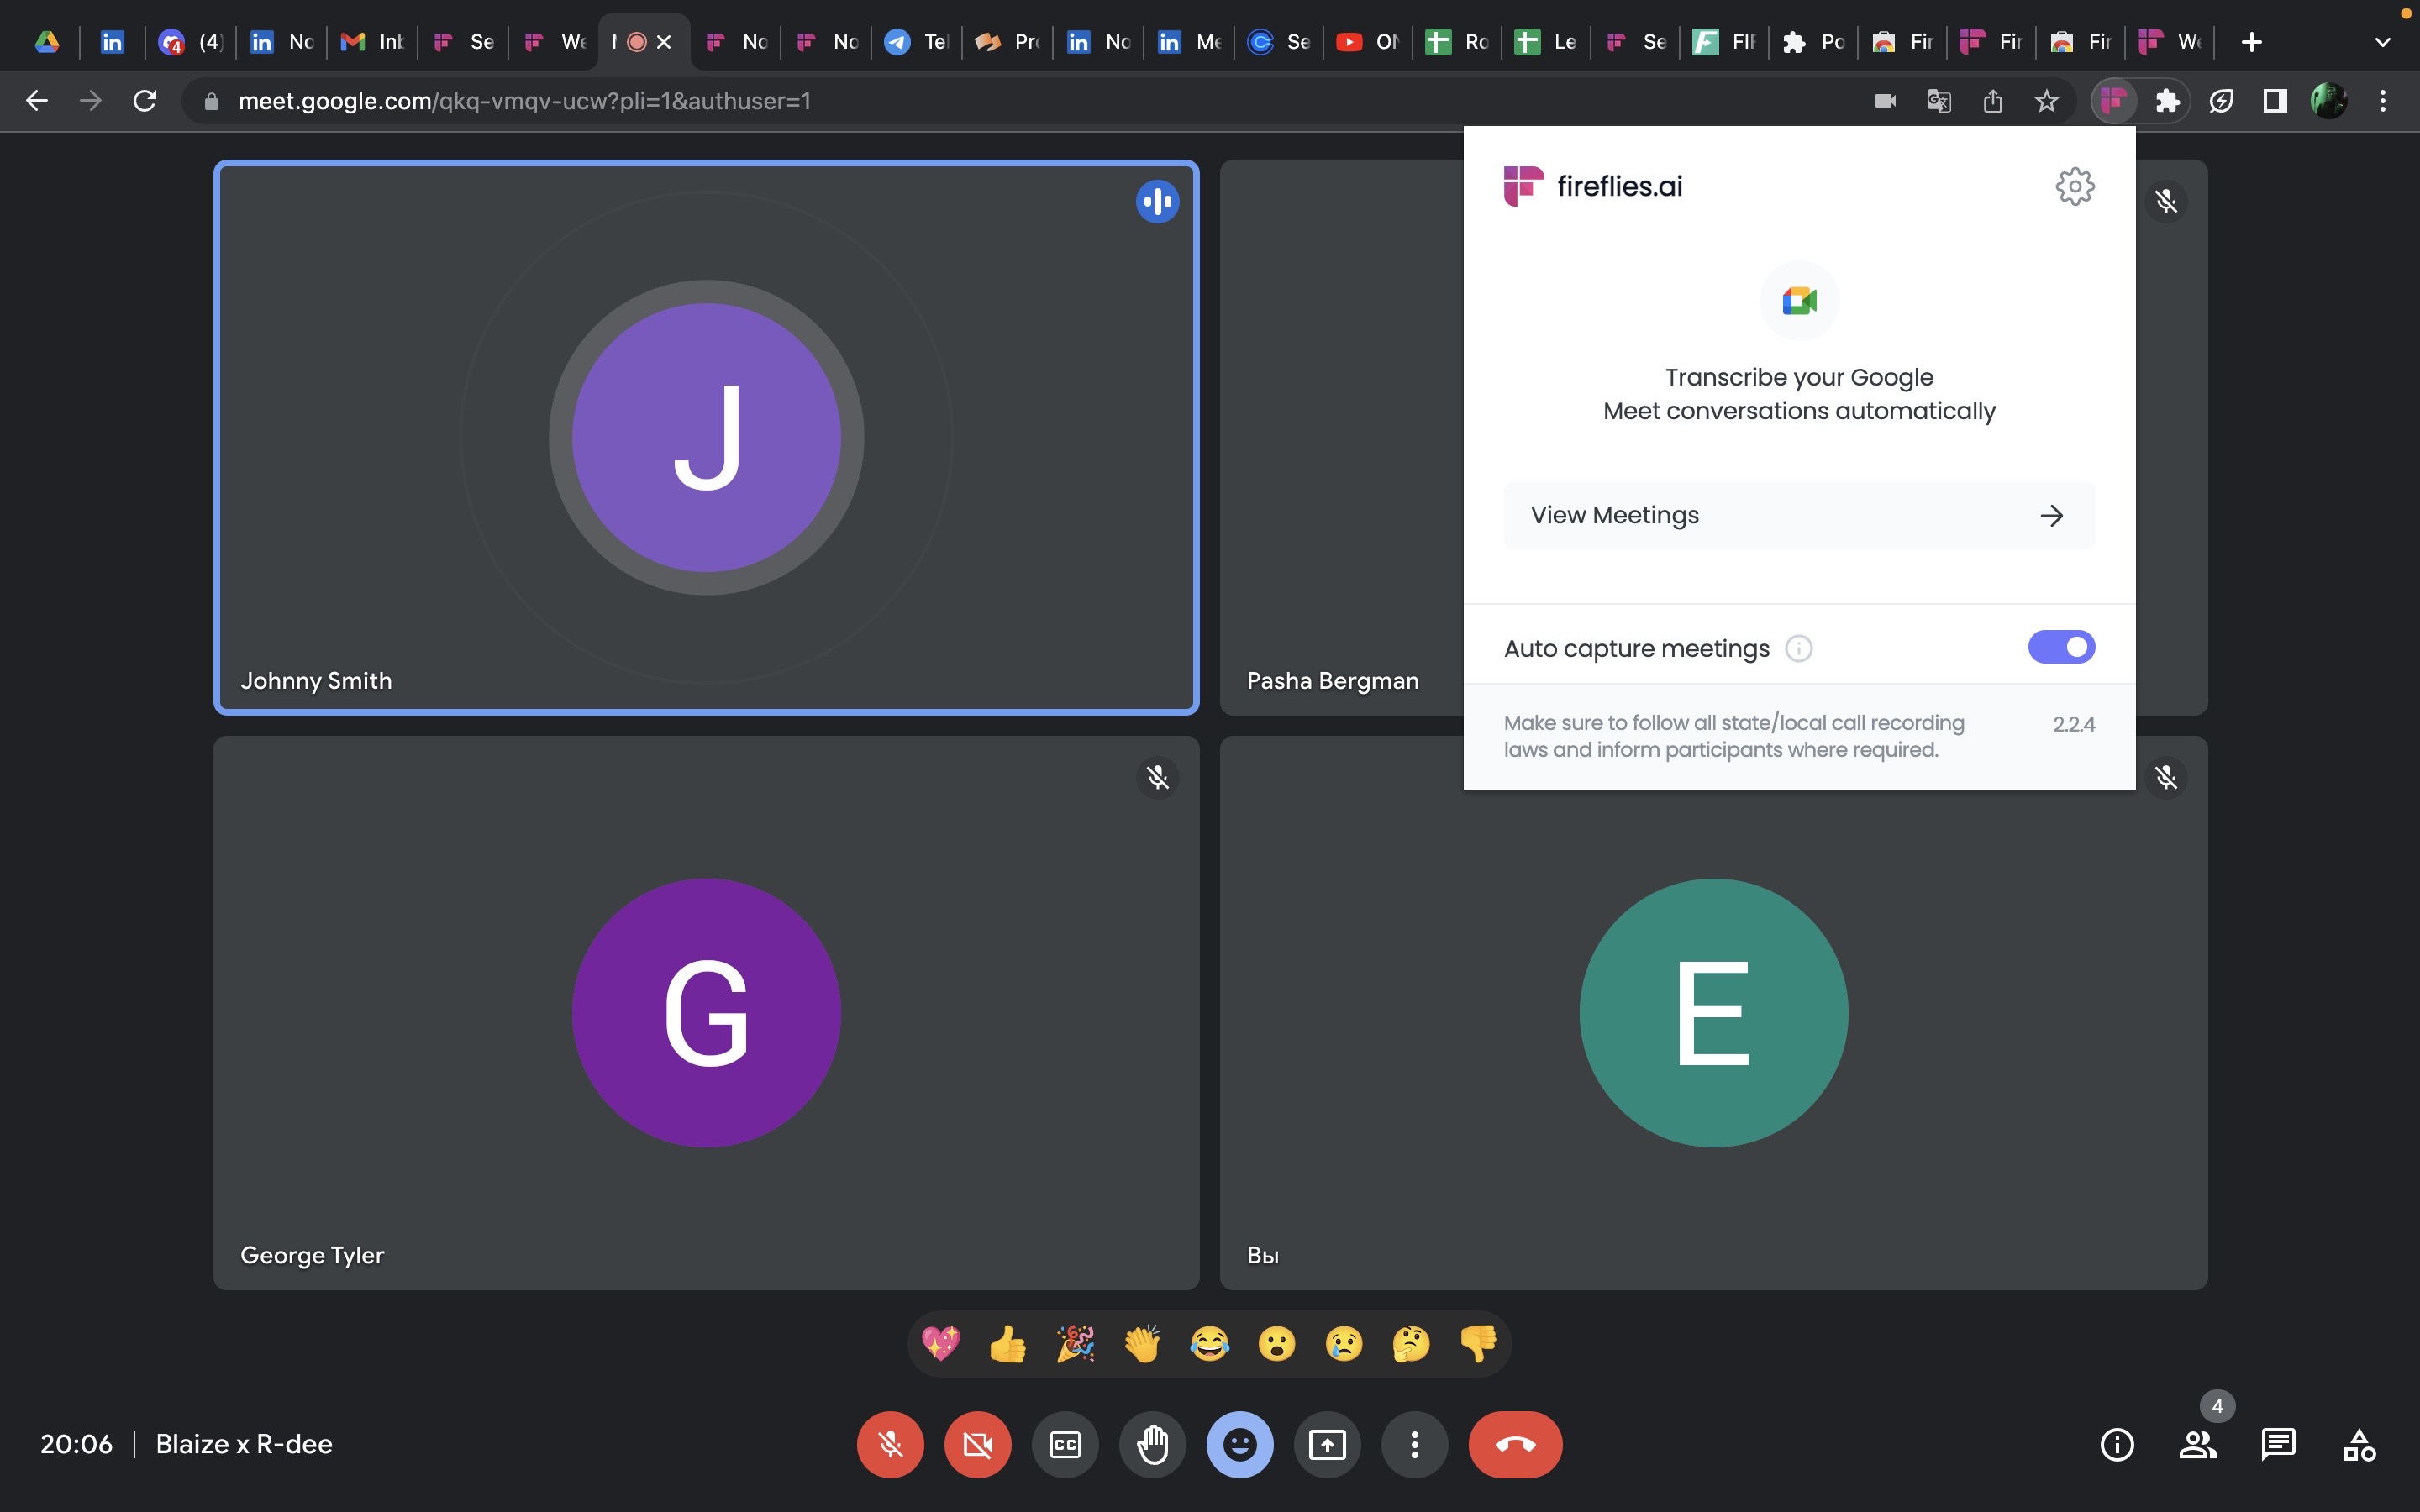 (4)
No
Inb
Se
We
No
No
Tel
Pro
No
Me
Se
Ro
Le
Se
Po
Fir
Fir
Fir
We
meet.google.com/qkq-vmqv-ucw?pli=1&authuser=1
fireflies.ai
Transcribe your Google
Meet conversations automatically
View Meetings
Auto capture meetings
Make sure to follow all state/local call recording
laws and inform participants where required.
2.2.4
J
Johnny Smith
Pasha Bergman
G
George Tyler
E
Вы
20:06 | Blaize x R-dee
CC
4